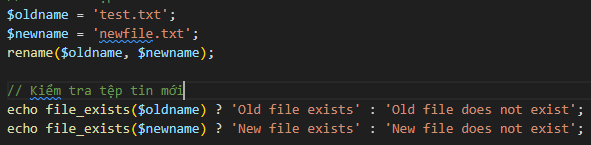 $oldname = 'test.txt';
$newname = 'newfile.txt';
rename($oldname, $newname);
// Kiểm tra tệp tin mới
echo file_exists($oldname) ? 'Old file exists' : 'Old file does not exist';
echo file_exists($newname) ? 'New file exists' : 'New file does not exist';